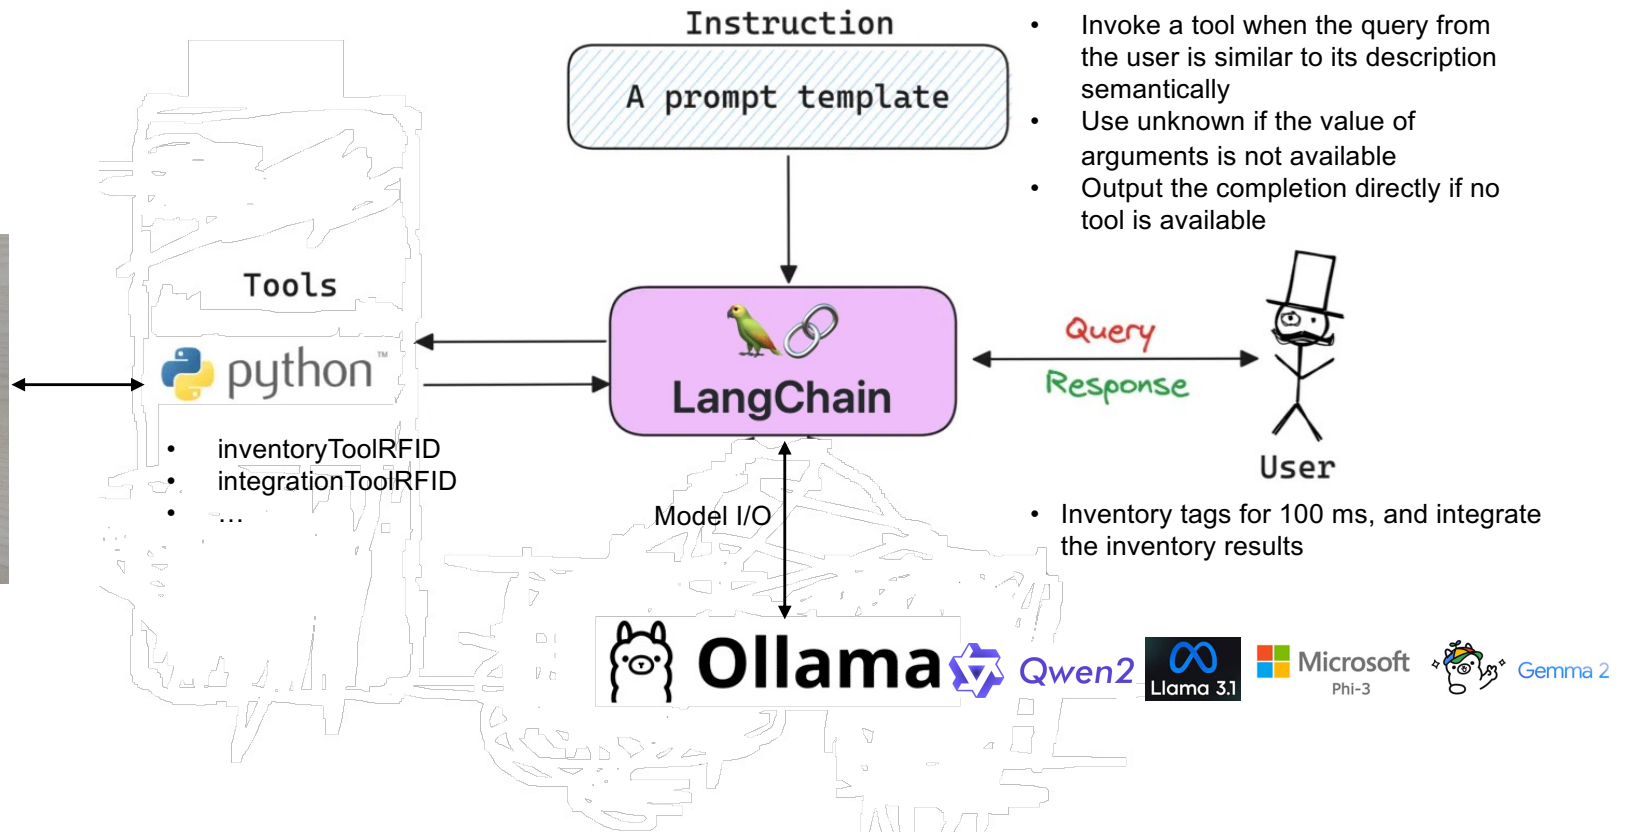 Instruction
A prompt template
• Invoke a tool when the query from
the user is similar to its description
semantically
• Use unknown if the value of
arguments is not available
• Output the completion directly if no
tool is available
Tools
python™
• inventoryToolRFID
• integrationToolRFID
• …
LangChain
Query
Response
User
• Inventory tags for 100 ms, and integrate
the inventory results
Model I/O
Ollama
Qwen2
Llama 3.1
Microsoft
Phi-3
Gemma 2